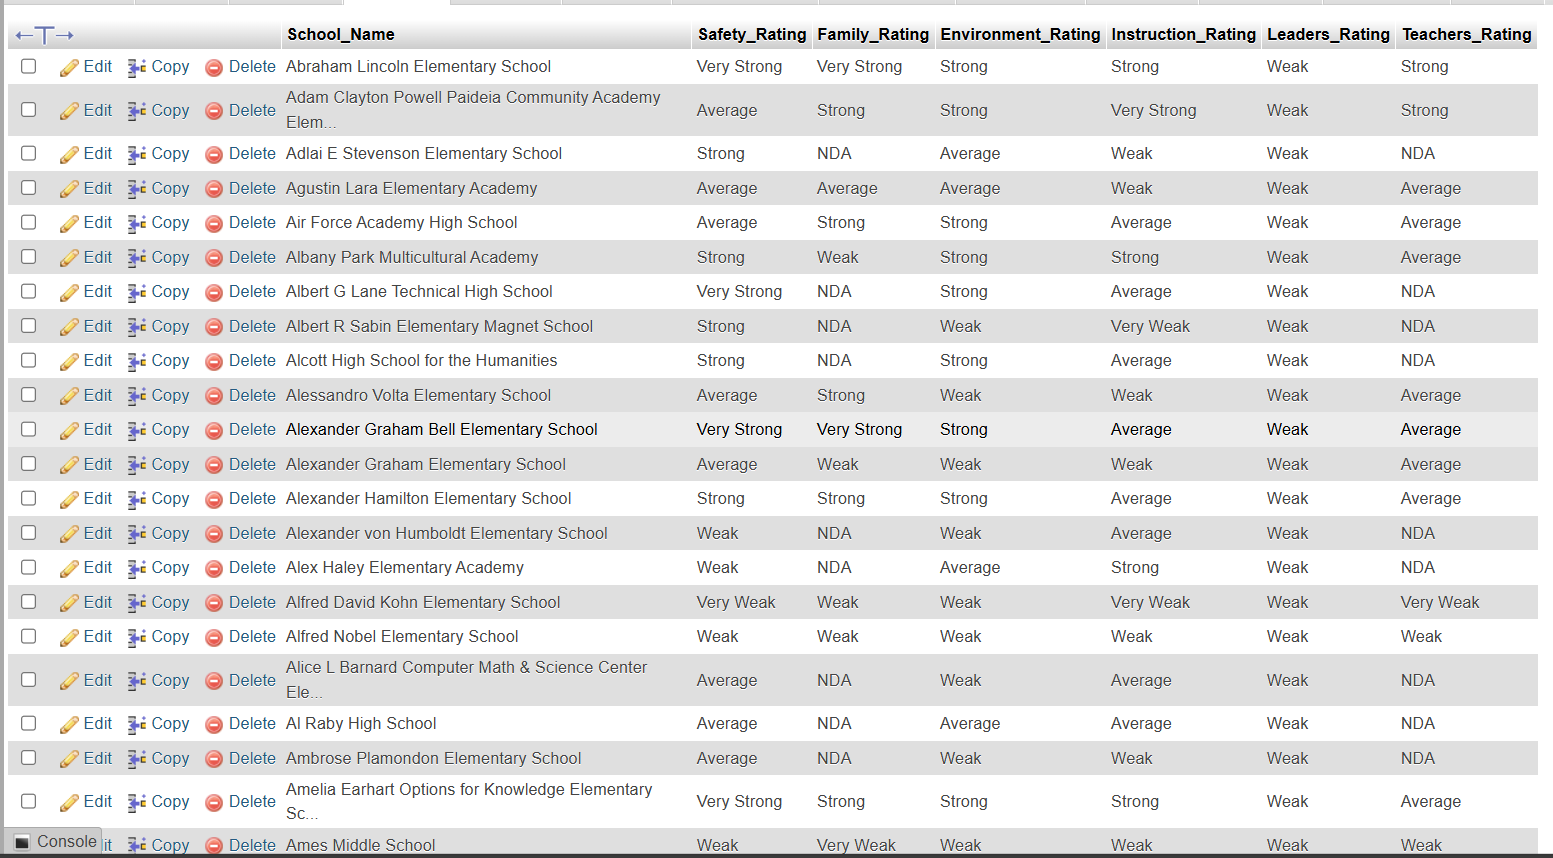 School_Name Safety_Rating Family_Rating Environment_Rating Instruction_Rating Leaders_Rating Teachers_Rating
Edit Copy Delete Abraham Lincoln Elementary School Very Strong Very Strong Strong Strong Weak Strong
Edit Copy Delete Adam Clayton Powell Paideia Community Academy Average Strong Strong Very Strong Weak Strong
Elem...
Edit Copy Delete Adlai E Stevenson Elementary School Strong NDA Average Weak Weak NDA
Edit Copy Delete Agustin Lara Elementary Academy Average Average Average Weak Weak Average
Edit Copy Delete Air Force Academy High School Average Strong Strong Average Weak Average
Edit Copy Delete Albany Park Multicultural Academy Strong Weak Strong Strong Weak Average
Edit Copy Delete Albert G Lane Technical High School Very Strong NDA Strong Average Weak NDA
Edit Copy Delete Albert R Sabin Elementary Magnet School Strong NDA Weak Very Weak Weak NDA
Edit Copy Delete Alcott High School for the Humanities Strong NDA Strong Average Weak NDA
Edit Copy Delete Alessandro Volta Elementary School Average Strong Weak Weak Weak Average
Edit Copy Delete Alexander Graham Bell Elementary School Very Strong Very Strong Strong Average Weak Average
Edit Copy Delete Alexander Graham Elementary School Average Weak Weak Weak Weak Average
Edit Copy Delete Alexander Hamilton Elementary School Strong Strong Strong Average Weak Average
Edit Copy Delete Alexander von Humboldt Elementary School Weak NDA Weak Average Weak NDA
Edit Copy Delete Alex Haley Elementary Academy Weak NDA Average Strong Weak NDA
Edit Copy Delete Alfred David Kohn Elementary School Very Weak Weak Weak Very Weak Weak Very Weak
Edit Copy Delete Alfred Nobel Elementary School Weak Weak Weak Weak Weak Weak
Edit Copy Delete Alice L Barnard Computer Math & Science Center Average NDA Weak Average Weak NDA
Ele...
Edit Copy Delete Al Raby High School Average NDA Average Average Weak NDA
Edit Copy Delete Ambrose Plamondon Elementary School Average NDA Weak Weak Weak NDA
Edit Copy Delete Amelia Earhart Options for Knowledge Elementary Very Strong Strong Strong Strong Weak Average
Sc...
Console lit Copy Delete Ames Middle School Weak Very Weak Weak Weak Weak Weak